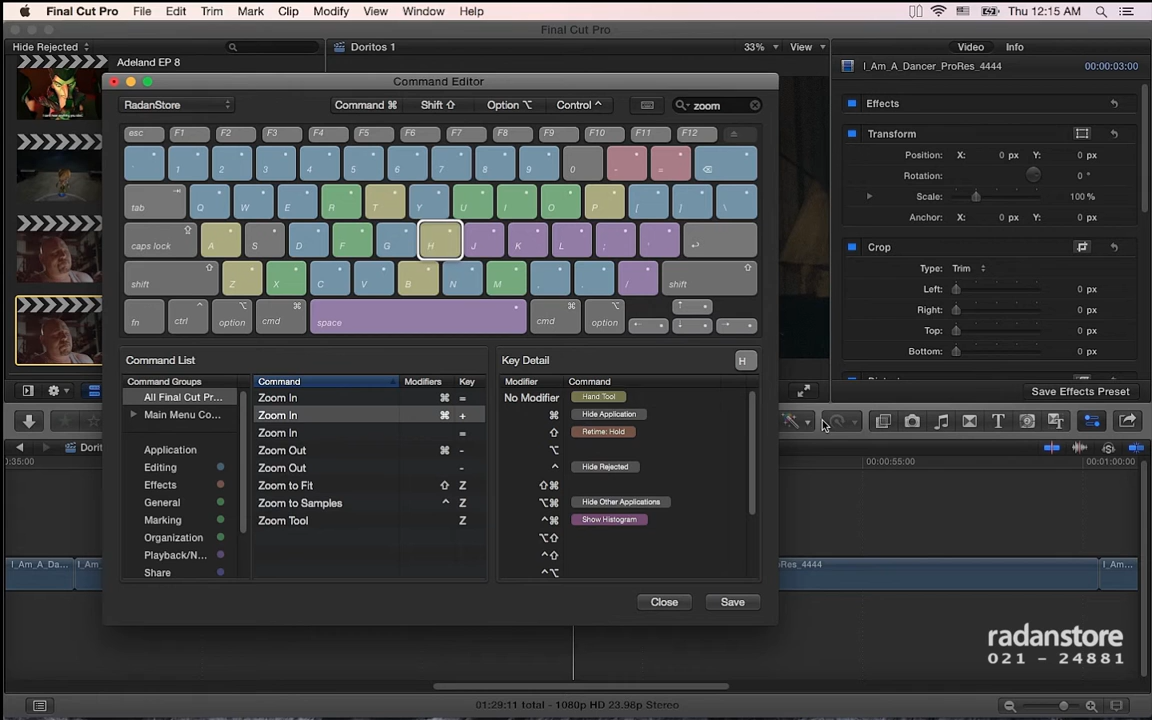 Final Cut Pro File Edit Trim Mark Clip Modify View Window Help Thu 12:15 AM
Final Cut Pro
Hide Rejected Doritos 1 33% View Video Info
Adeland EP 8
I_Am_A_Dancer_ProRes_4444 00:00:03:00
Command Editor
RadanStore Command ⌘ Shift ⇧ Option ⌥ Control ^ zoom
Effects
esc F1 F2 F3 F4 F5 F6 F7 F8 F9 F10 F11 F12
Transform
` 1 2 3 4 5 6 7 8 9 0 - =
Position: X: 0 px Y: 0 px
Rotation: 0 °
Scale: 100 %
tab Q W E R T Y U I O P [ ] \
Anchor: X: 0 px Y: 0 px
caps lock A S D F G H J K L ; '
Crop
Type: Trim
shift Z X C V B N M , . / shift
Left: 0 px
Right: 0 px
fn ctrl option cmd space cmd option
Top: 0 px
Bottom: 0 px
Command List
Key Detail H
Command Groups Command Modifiers Key
Modifier Command
All Final Cut Pr... Zoom In ⌘ =
Main Menu Co... Zoom In ⌘ +
Zoom In =
Application Zoom Out ⌘ -
Editing Zoom Out -
Effects Zoom to Fit ⇧ Z
General Zoom to Samples ^ Z
Marking Zoom Tool Z
Organization
Playback/N...
Share
No Modifier Hand Tool
⌘ Hide Application
⇧ Retime: Hold
⌥
^ Hide Rejected
⇧⌘
⌥⌘ Hide Other Applications
^⌘ Show Histogram
⌥⇧
^⇧
^⌥
Save Effects Preset
0:35:00 Dorit 00:00:55:00 00:01:00:00
I_Am_A_Da... I_Am_A_Dan pRes_4444 I_Am...
Close Save
radanstore
021 - 24881
01:29:11 total - 1080p HD 23.98p Stereo